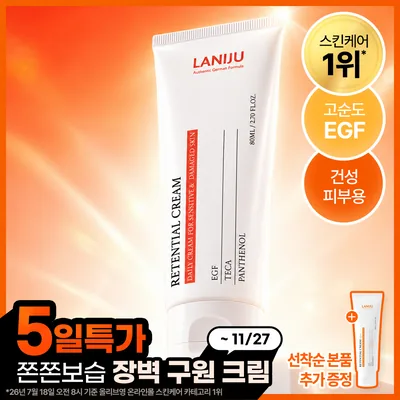 LANIJU
Authentic German Formula
80ML / 2.70 FL.OZ.
RETENTIAL CREAM
DAILY CREAM FOR SENSITIVE & DAMAGED SKIN
EGF
TECA
PANTHENOL
스킨케어
1위*
고순도
EGF
건성
피부용
5일특가
~ 11/27
쫀쫀보습 장벽 구원 크림
*26년 7월 18일 오전 8시 기준 올리브영 온라인몰 스킨케어 카테고리 1위
LANIJU
+
선착순 본품
추가 증정